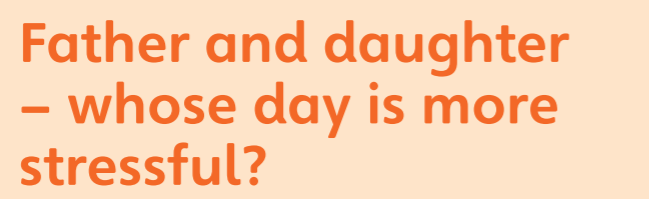 Father and daughter
– whose day is more
stressful?